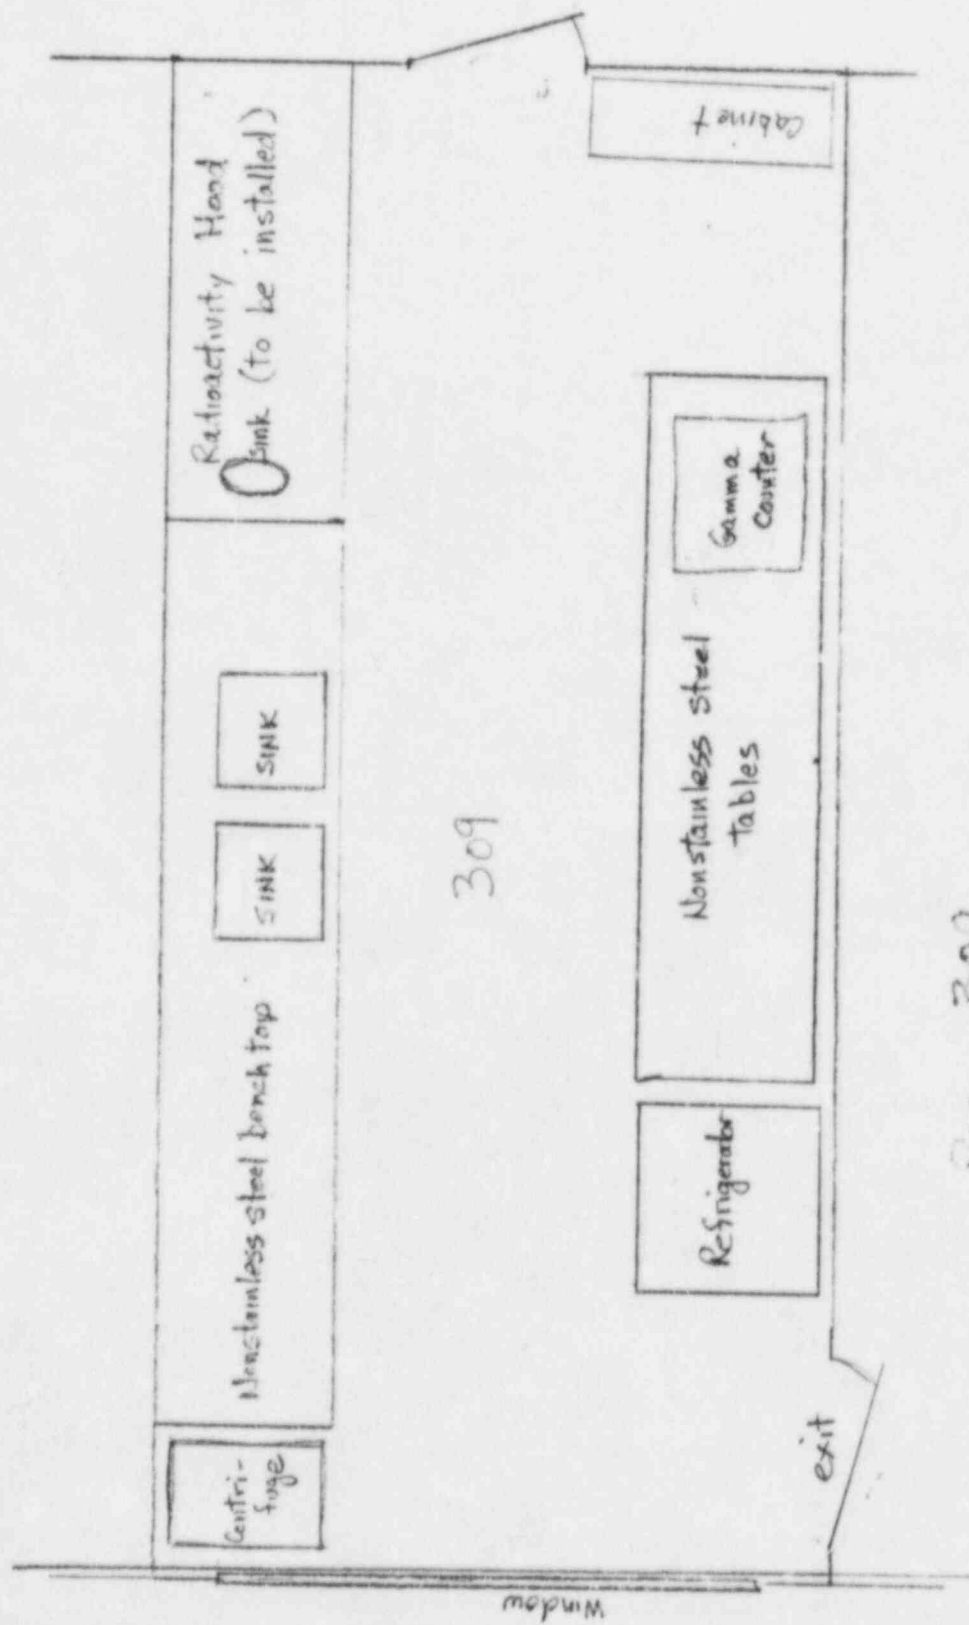 Centri-
fuge
Nonstainless steel bench top
SINK
SINK
Radioactivity Hood
sink (to be installed)
309
Window
exit
Refrigerator
Nonstainless steel
tables
Gamma
counter
Cabinet
309